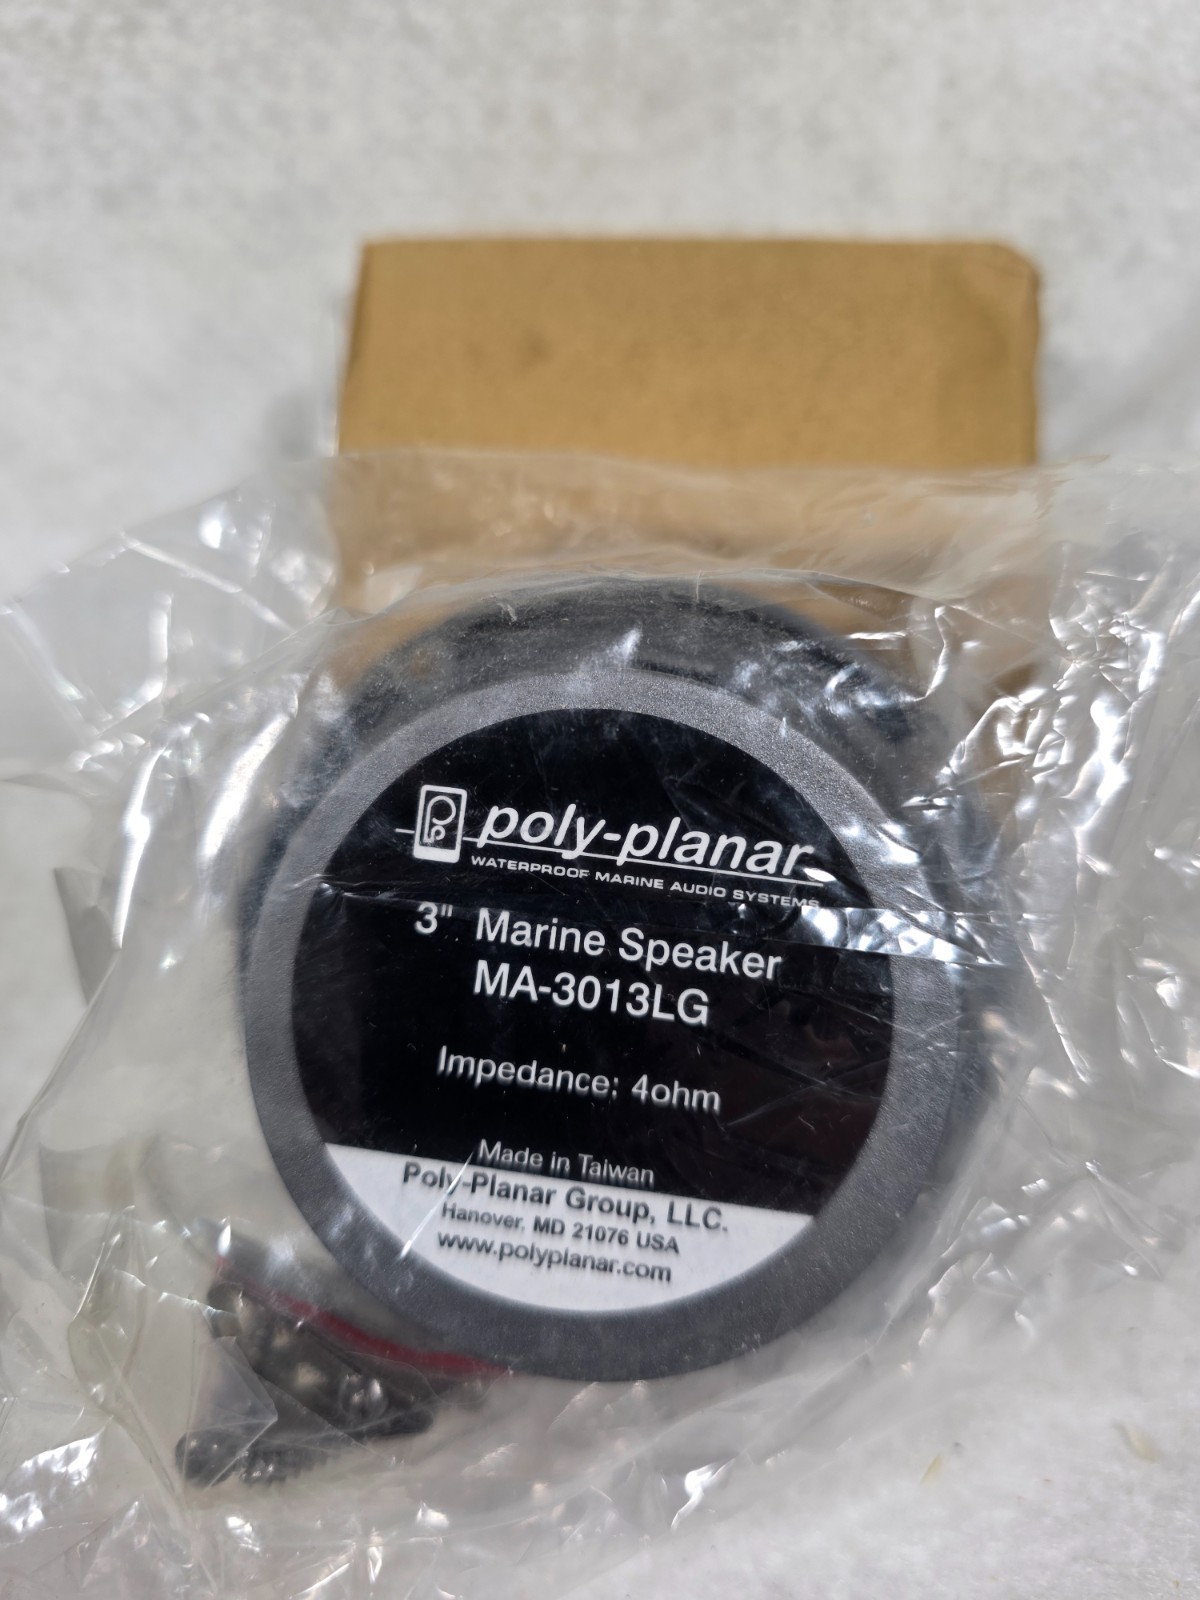 poly-planar
WATERPROOF MARINE AUDIO SYSTEMS
3" Marine Speaker
MA-3013LG
Impedance: 4ohm
Made in Taiwan
Poly-Planar Group, LLC.
Hanover, MD 21076 USA
www.polyplanar.com